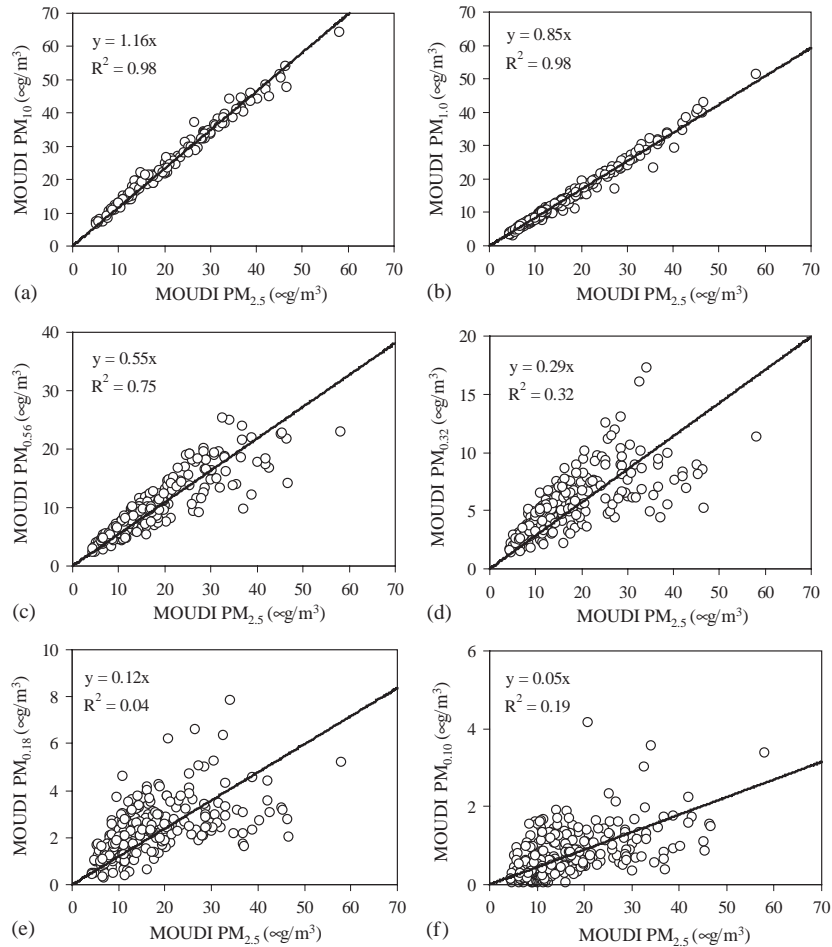 70
60
50
40
30
20
10
0
MOUDI PM10 (∝g/m3)
y = 1.16x
R2 = 0.98
0 10 20 30 40 50 60 70
(a)
MOUDI PM2.5 (∝g/m3)
70
60
50
40
30
20
10
0
MOUDI PM1.0 (∝g/m3)
y = 0.85x
R2 = 0.98
0 10 20 30 40 50 60 70
(b)
MOUDI PM2.5 (∝g/m3)
40
30
20
10
0
MOUDI PM0.56 (∝g/m3)
y = 0.55x
R2 = 0.75
0 10 20 30 40 50 60 70
(c)
MOUDI PM2.5 (∝g/m3)
20
15
10
5
0
MOUDI PM0.32 (∝g/m3)
y = 0.29x
R2 = 0.32
0 10 20 30 40 50 60 70
(d)
MOUDI PM2.5 (∝g/m3)
10
8
6
4
2
0
MOUDI PM0.18 (∝g/m3)
y = 0.12x
R2 = 0.04
0 10 20 30 40 50 60 70
(e)
MOUDI PM2.5 (∝g/m3)
6
4
2
0
MOUDI PM0.10 (∝g/m3)
y = 0.05x
R2 = 0.19
0 10 20 30 40 50 60 70
(f)
MOUDI PM2.5 (∝g/m3)